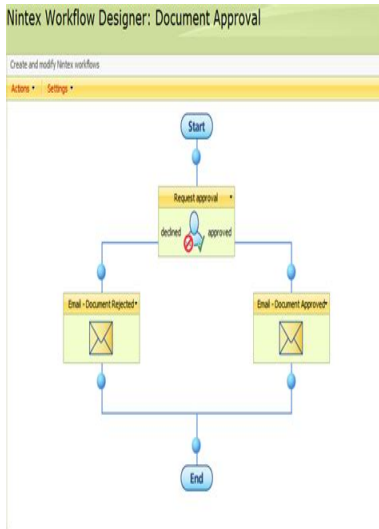 Nintex Workflow Designer: Document Approval
Create and modify Nintex workflows
Actions Settings
Start
Request approval
declined approved
Email - Document Rejected Email - Document Approved
End